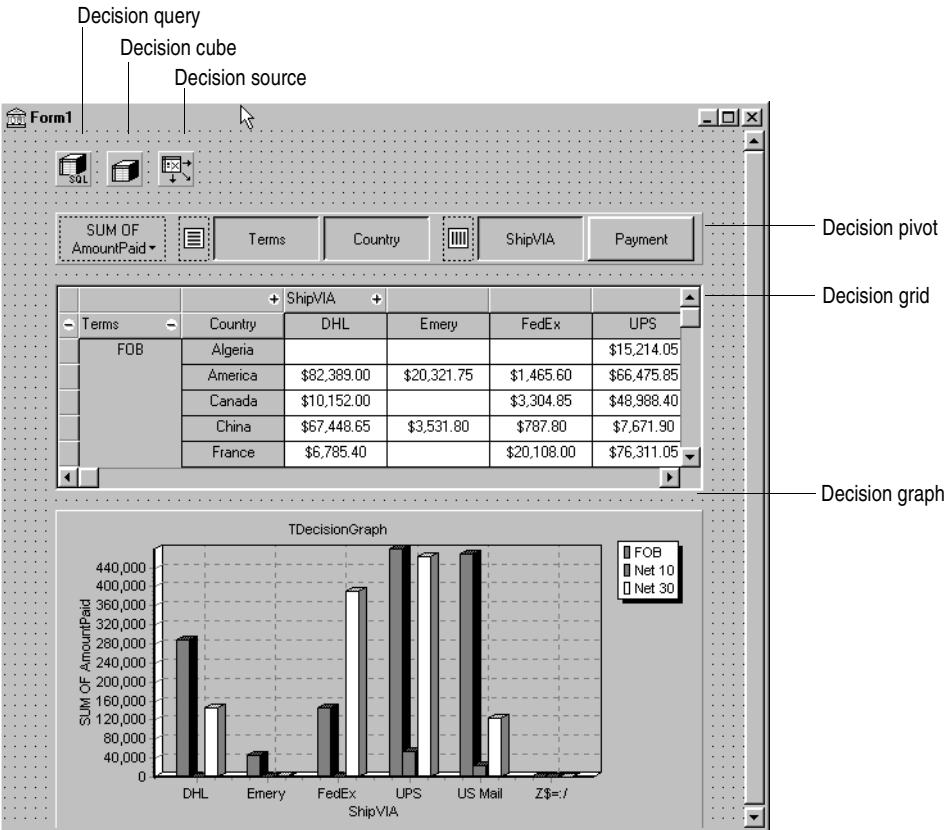 Decision query
Decision cube
Decision source
Form1
SQL
SUM OF
AmountPaid
Terms
Country
ShipVIA
Payment
Decision pivot
Decision grid
ShipVIA
Terms Country DHL Emery FedEx UPS
FOB Algeria $15,214.05
America $82,389.00 $20,321.75 $1,465.60 $66,475.85
Canada $10,152.00 $3,304.85 $48,988.40
China $67,448.65 $3,531.80 $787.80 $7,671.90
France $6,785.40 $20,108.00 $76,311.05
Decision graph
TDecisionGraph
FOB
Net 10
Net 30
SUM OF AmountPaid
440,000
400,000
360,000
320,000
280,000
240,000
200,000
160,000
120,000
80,000
40,000
0
DHL Emery FedEx UPS US Mail Z$=:/
ShipVIA